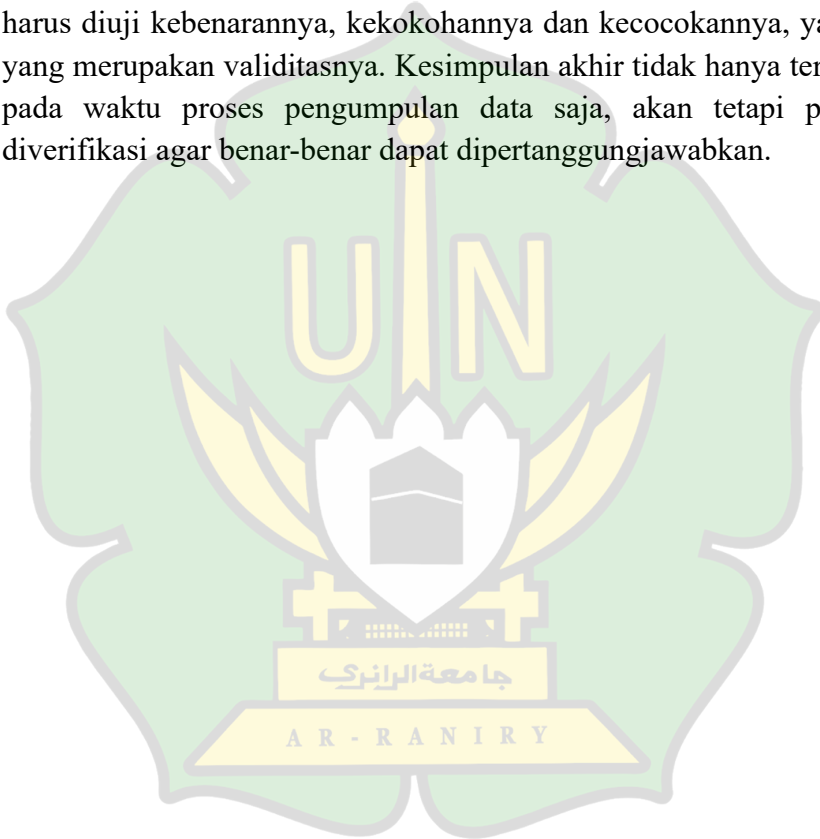 harus diuji kebenarannya, kekokohannya dan kecocokannya,
yang merupakan validitasnya. Kesimpulan akhir tidak hanya
pada waktu proses pengumpulan data saja, akan tetapi
diverifikasi agar benar-benar dapat dipertanggungjawabkan.
UIN
جامعة الرانري
AR-RANIRY